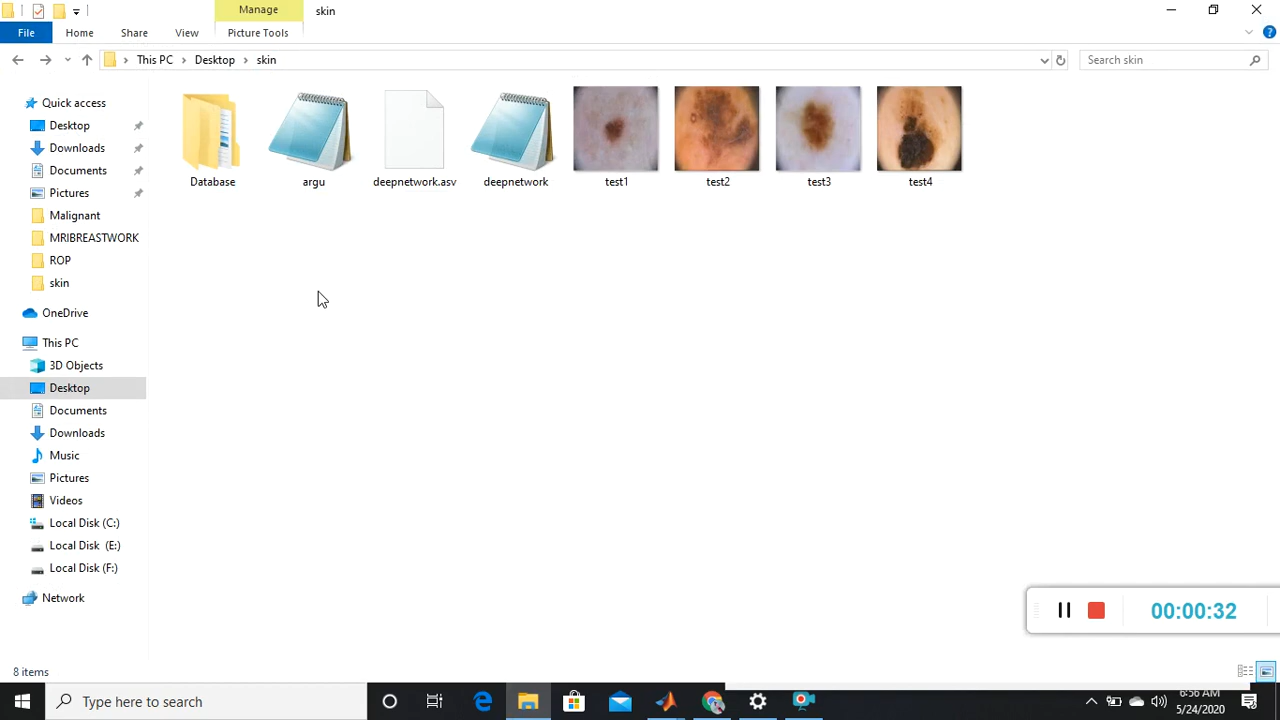 Manage
skin
File
Home
Share
View
Picture Tools
This PC
Desktop
skin
Search skin
Quick access
Desktop
Downloads
Documents
Pictures
Malignant
MRIBREASTWORK
ROP
skin
OneDrive
This PC
3D Objects
Desktop
Documents
Downloads
Music
Pictures
Videos
Local Disk (C:)
Local Disk (E:)
Local Disk (F:)
Network
Database
argu
deepnetwork.asv
deepnetwork
test1
test2
test3
test4
00:00:32
8 items
Type here to search
6:56 AM
5/24/2020